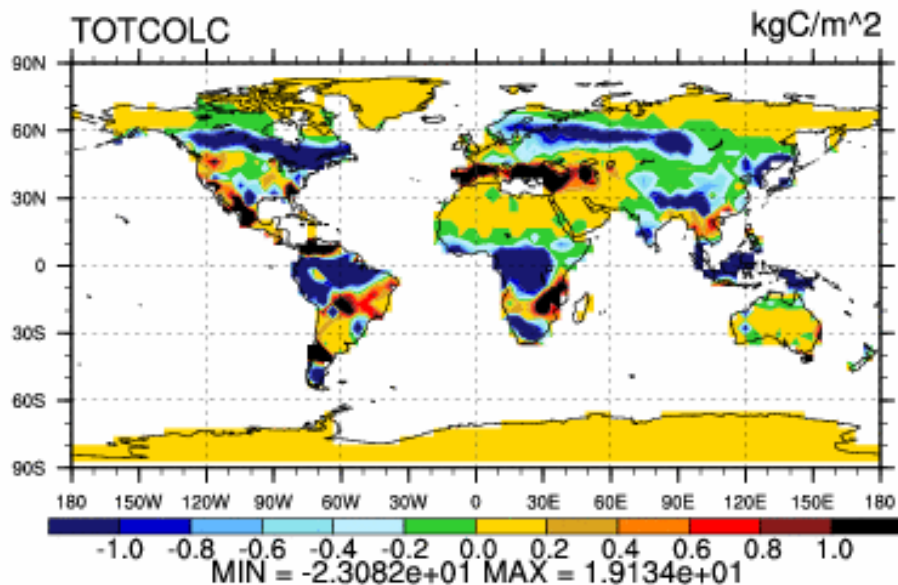 TOTCOLC kgC/m^2
90N
60N
30N
0
30S
60S
90S
180 150W 120W 90W 60W 30W 0 30E 60E 90E 120E 150E 180
-1.0 -0.8 -0.6 -0.4 -0.2 0.0 0.2 0.4 0.6 0.8 1.0
MIN = -2.3082e+01 MAX = 1.9134e+01